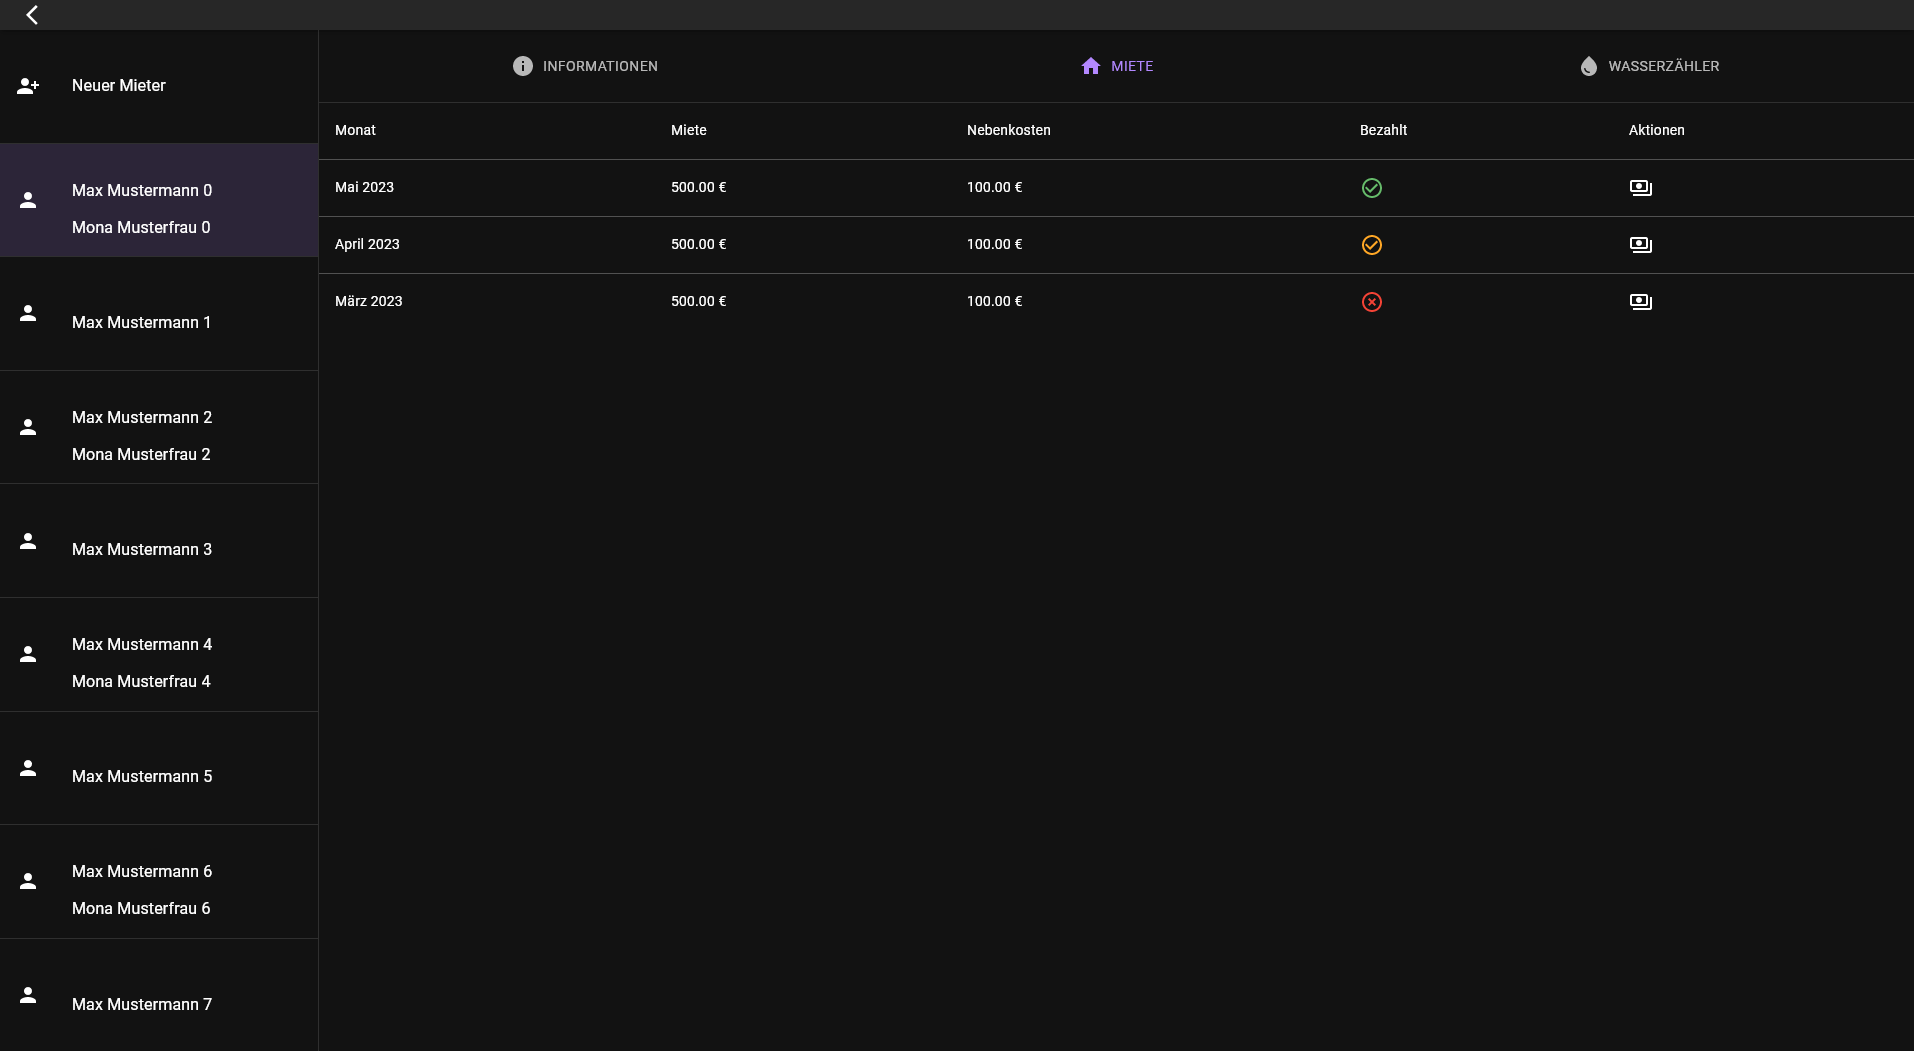 Neuer Mieter
Max Mustermann 0
Mona Musterfrau 0
Max Mustermann 1
Max Mustermann 2
Mona Musterfrau 2
Max Mustermann 3
Max Mustermann 4
Mona Musterfrau 4
Max Mustermann 5
Max Mustermann 6
Mona Musterfrau 6
Max Mustermann 7
INFORMATIONEN MIETE WASSERZÄHLER
Monat Miete Nebenkosten Bezahlt Aktionen
Mai 2023 500.00 € 100.00 €
April 2023 500.00 € 100.00 €
März 2023 500.00 € 100.00 €